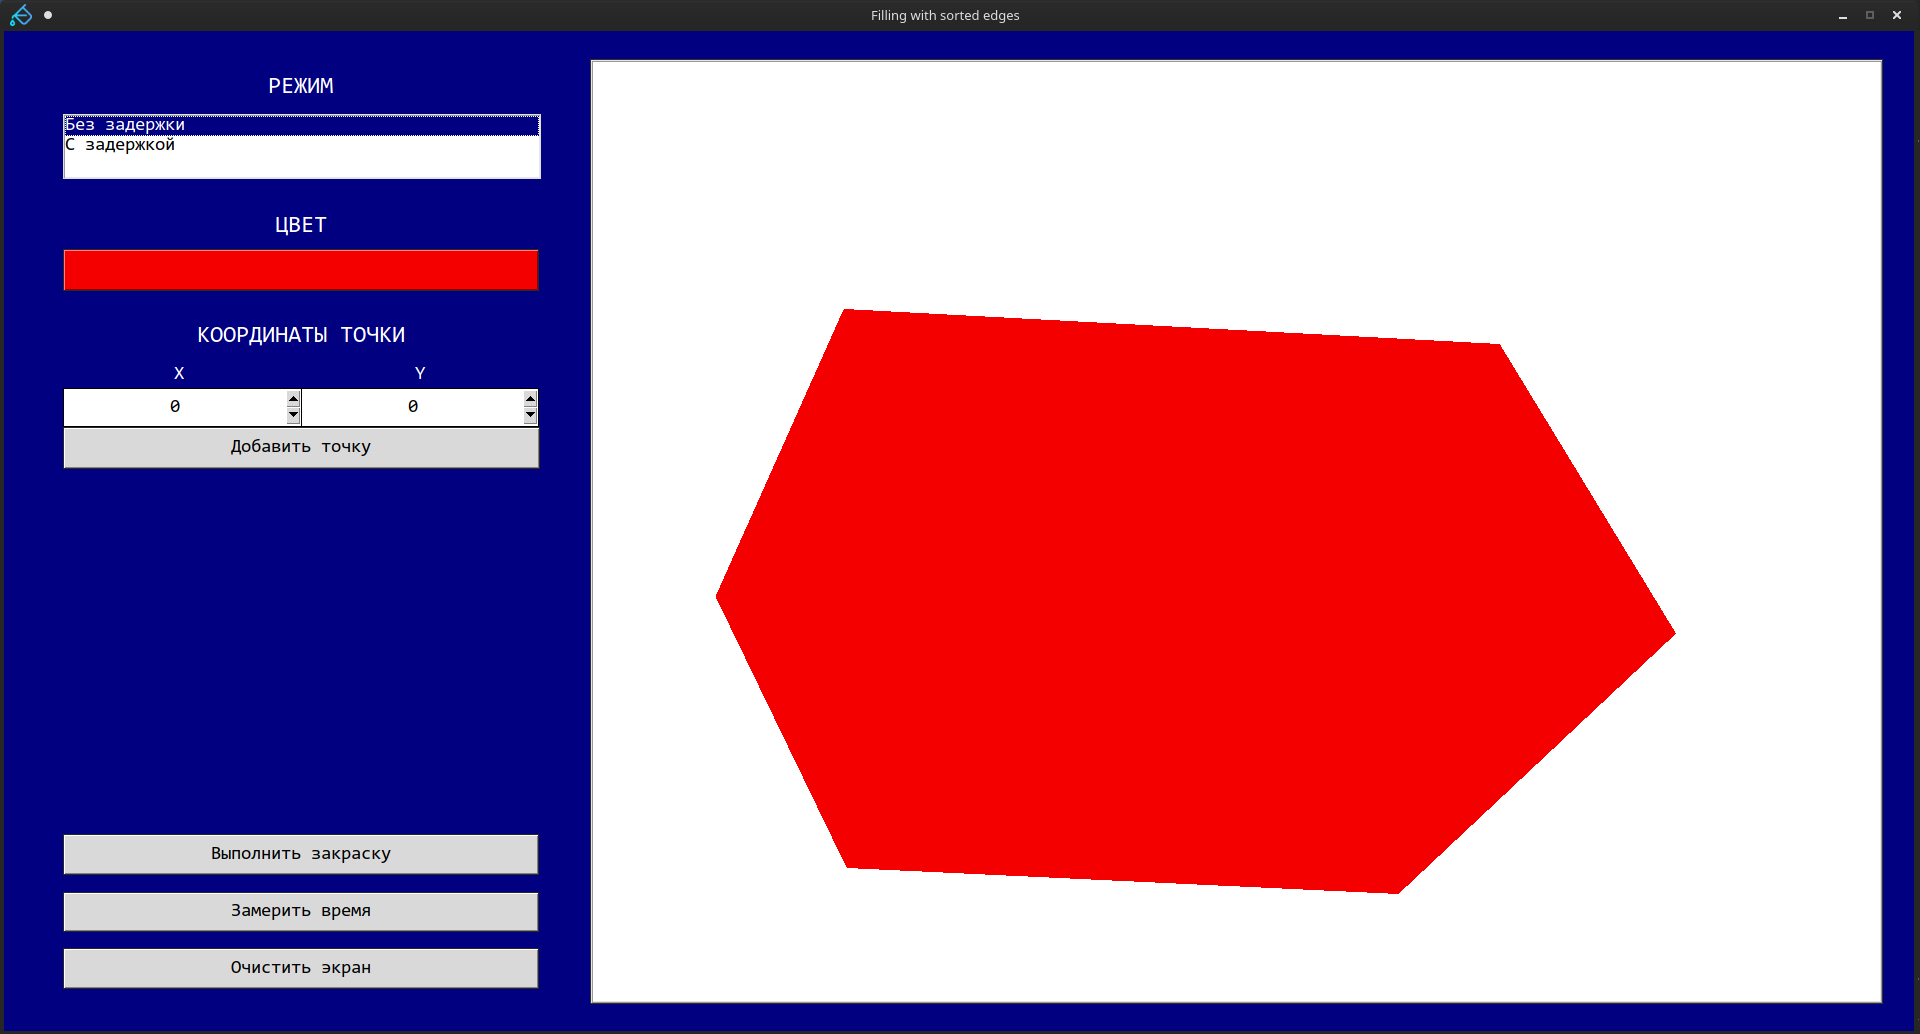 Filling with sorted edges
РЕЖИМ
Без задержки
С задержкой
ЦВЕТ
КООРДИНАТЫ ТОЧКИ
X Y
0 0
Добавить точку
Выполнить закраску
Замерить время
Очистить экран